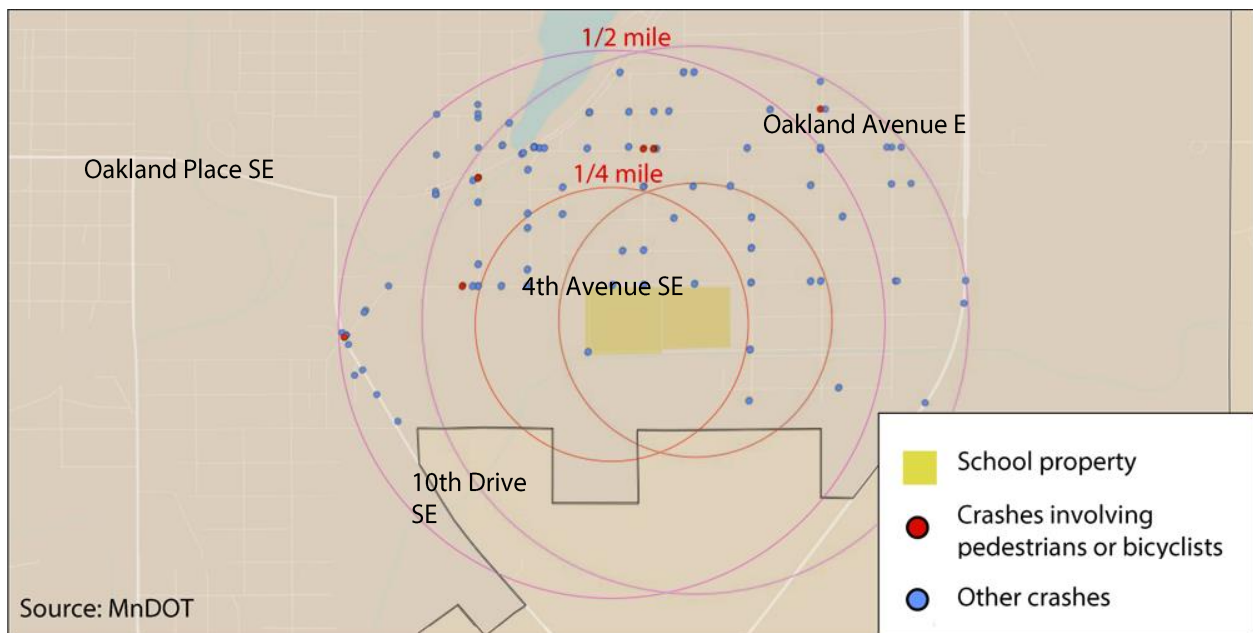 1/2 mile
Oakland Avenue E
Oakland Place SE
1/4 mile
4th Avenue SE
10th Drive
SE
School property
Crashes involving
pedestrians or bicyclists
Other crashes
Source: MnDOT